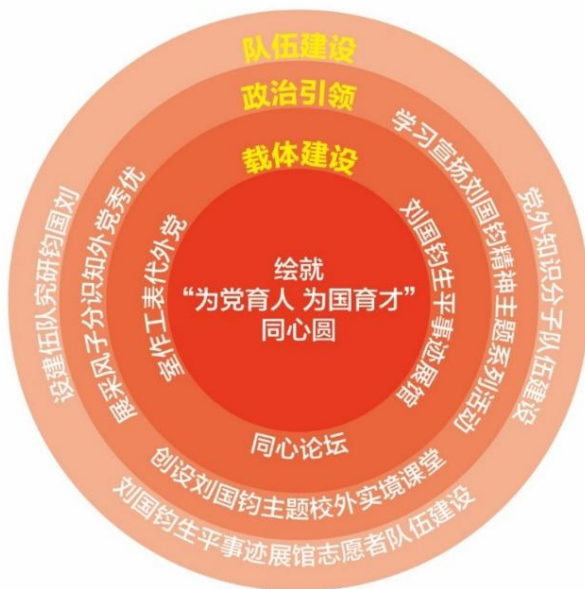 队伍建设
政治引领
载体建设
绘就
“为党育人 为国育才”
同心圆
党外代表工作室
刘国钧生平事迹展馆
同心论坛
优秀党外知识分子风采展
学习宣扬刘国钧精神主题系列活动
创设刘国钧主题校外实境课堂
刘国钧研究队伍建设
党外知识分子队伍建设
刘国钧生平事迹展馆志愿者队伍建设